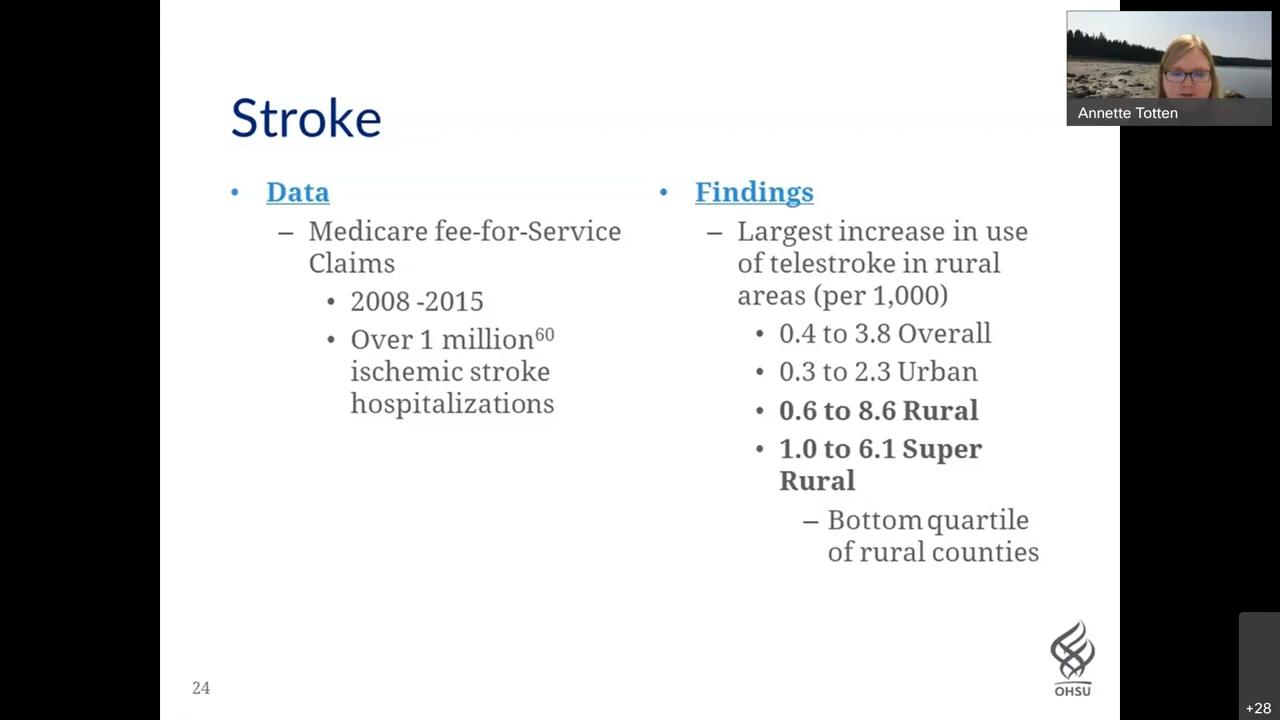 Stroke
• Data
– Medicare fee-for-Service
Claims
• 2008 -2015
• Over 1 million60
ischemic stroke
hospitalizations
• Findings
– Largest increase in use
of telestroke in rural
areas (per 1,000)
• 0.4 to 3.8 Overall
• 0.3 to 2.3 Urban
• 0.6 to 8.6 Rural
• 1.0 to 6.1 Super
Rural
– Bottom quartile
of rural counties
24
OHSU
Annette Totten
+28